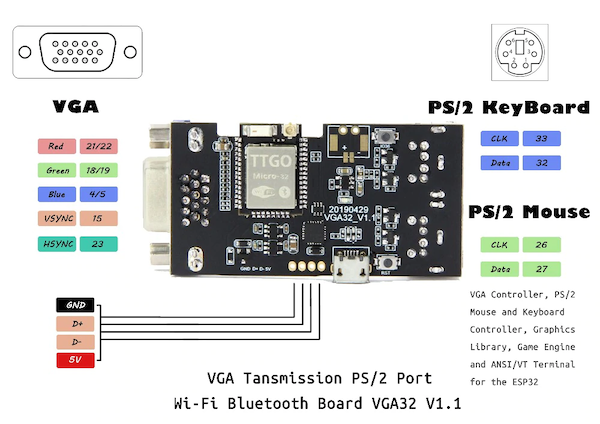 VGA
Red 21/22
Green 18/19
Blue 4/5
VSYNC 15
HSYNC 23
PS/2 KeyBoard
CLK 33
Data 32
PS/2 Mouse
CLK 26
Data 27
TTGO
Micro-32
20190429
VGA32_V1.1
GND D+ D- 5V
RST
GND
D+
D-
5V
VGA Controller, PS/2
Mouse and Keyboard
Controller, Graphics
Library, Game Engine
and ANSI/VT Terminal
for the ESP32
VGA Tansmission PS/2 Port
Wi-Fi Bluetooth Board VGA32 V1.1